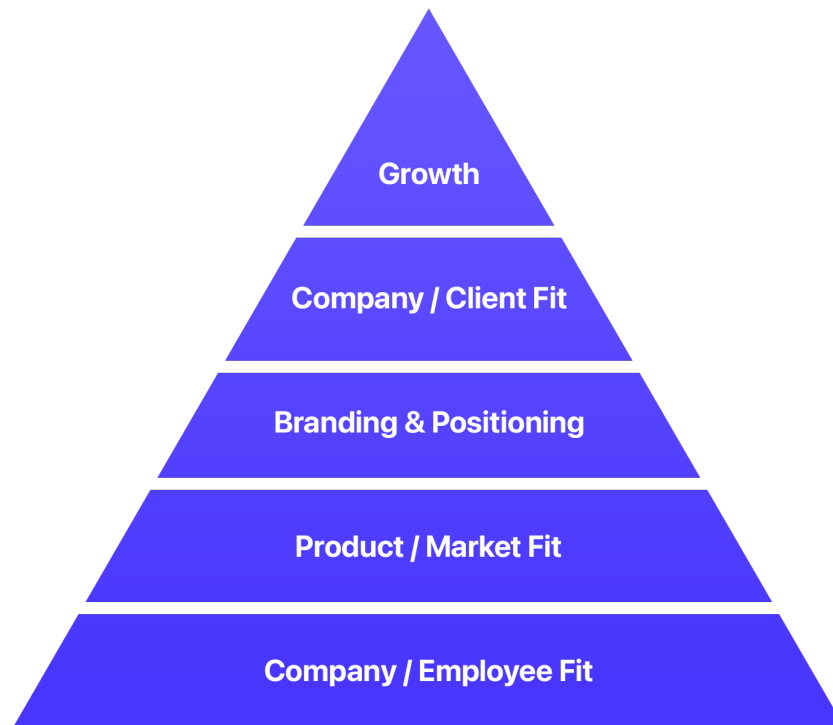 Growth
Company / Client Fit
Branding & Positioning
Product / Market Fit
Company / Employee Fit